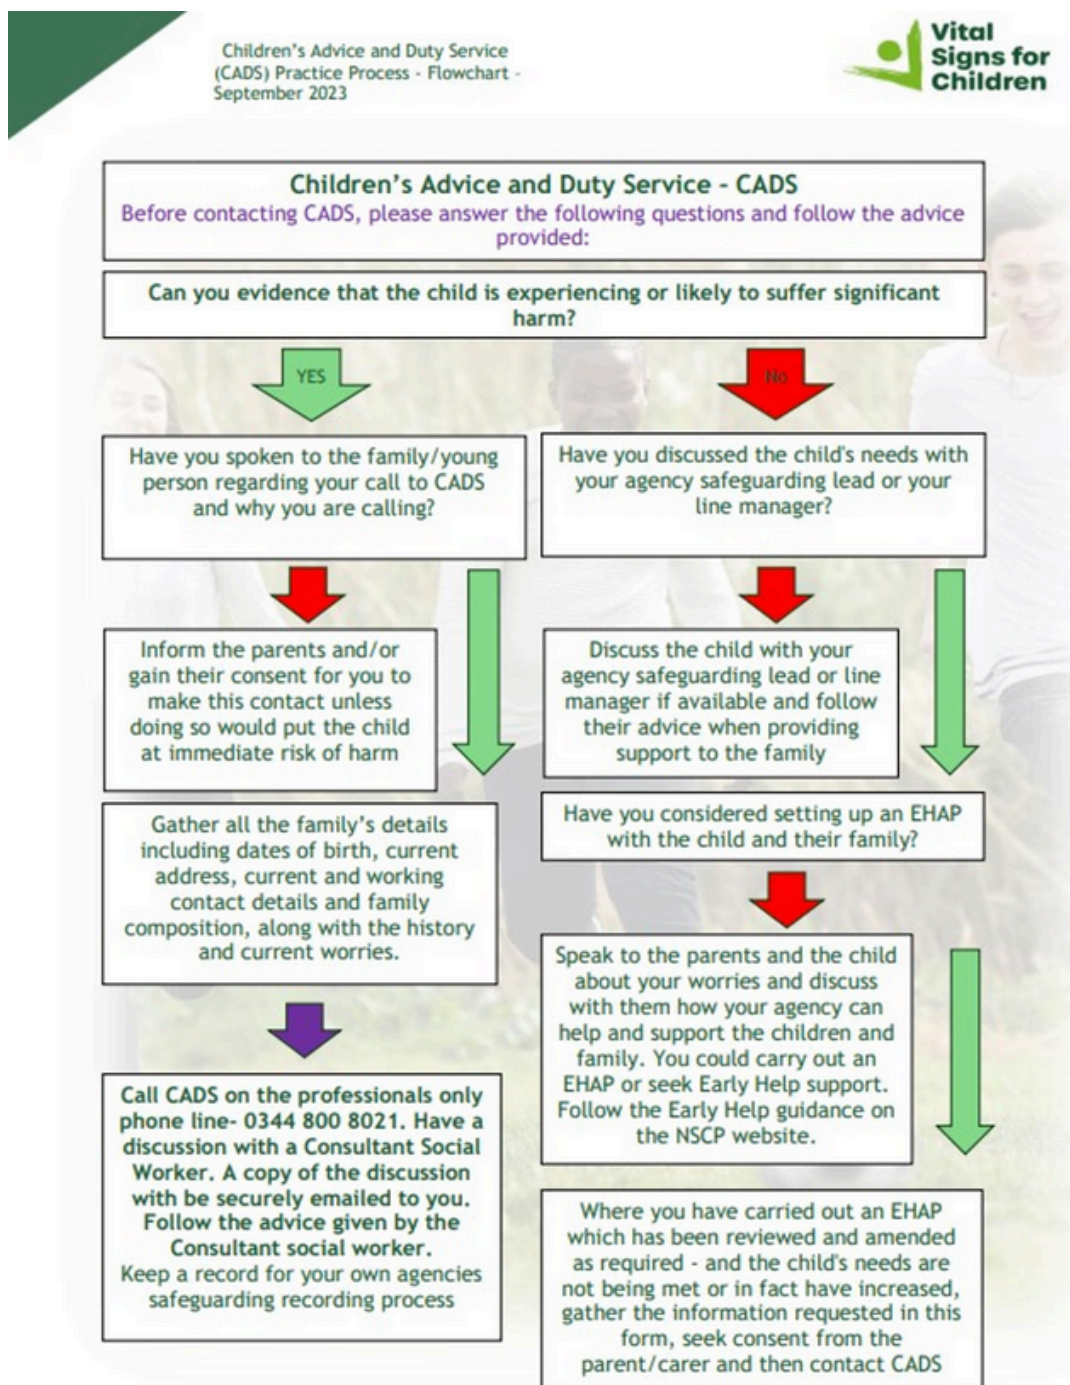 Children's Advice and Duty Service
(CADS) Practice Process - Flowchart -
September 2023
Vital
Signs for
Children
Children's Advice and Duty Service - CADS
Before contacting CADS, please answer the following questions and follow the advice
provided:
Can you evidence that the child is experiencing or likely to suffer significant
harm?
YES
No
Have you spoken to the family/young
person regarding your call to CADS
and why you are calling?
Have you discussed the child's needs with
your agency safeguarding lead or your
line manager?
Inform the parents and/or
gain their consent for you to
make this contact unless
doing so would put the child
at immediate risk of harm
Discuss the child with your
agency safeguarding lead or line
manager if available and follow
their advice when providing
support to the family
Gather all the family's details
including dates of birth, current
address, current and working
contact details and family
composition, along with the history
and current worries.
Have you considered setting up an EHAP
with the child and their family?
Speak to the parents and the child
about your worries and discuss
with them how your agency can
help and support the children and
family. You could carry out an
EHAP or seek Early Help support.
Follow the Early Help guidance on
the NSCP website.
Call CADS on the professionals only
phone line- 0344 800 8021. Have a
discussion with a Consultant Social
Worker. A copy of the discussion
with be securely emailed to you.
Follow the advice given by the
Consultant social worker.
Keep a record for your own agencies
safeguarding recording process
Where you have carried out an EHAP
which has been reviewed and amended
as required - and the child's needs are
not being met or in fact have increased,
gather the information requested in this
form, seek consent from the
parent/carer and then contact CADS